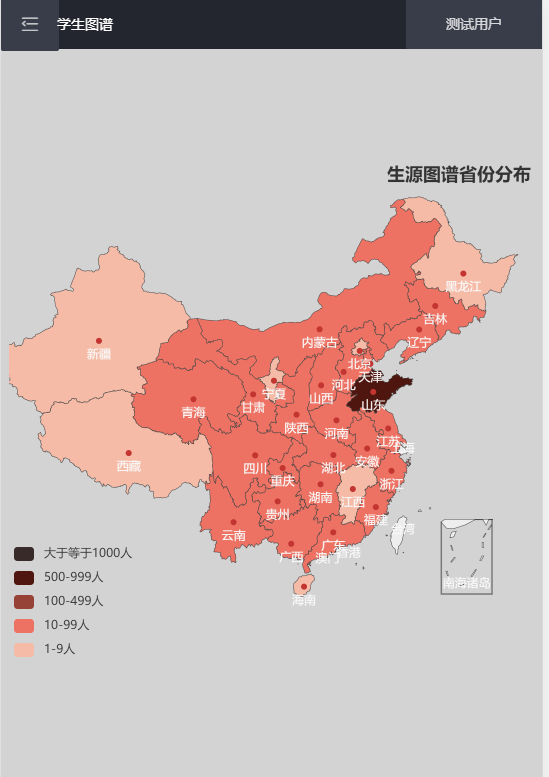 学生图谱
测试用户
生源图谱省份分布
黑龙江
吉林
内蒙古
辽宁
新疆
北京
天津
河北
宁夏
山西
山东
甘肃
青海
陕西
河南
江苏
上海
西藏
四川
湖北
安徽
重庆
浙江
湖南
江西
贵州
福建
云南
台湾
广东
香港
广西
澳门
南海诸岛
海南
大于等于1000人
500-999人
100-499人
10-99人
1-9人